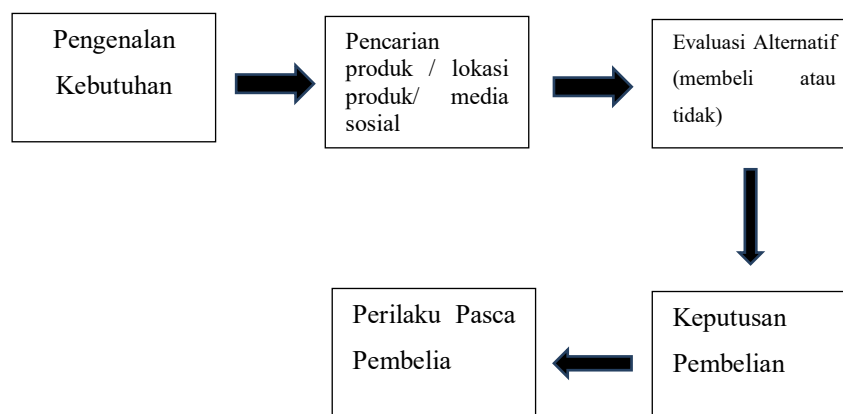 Pengenalan
Kebutuhan
Pencarian
produk / lokasi
produk/ media
sosial
Evaluasi Alternatif
(membeli atau
tidak)
Keputusan
Pembelian
Perilaku Pasca
Pembelia